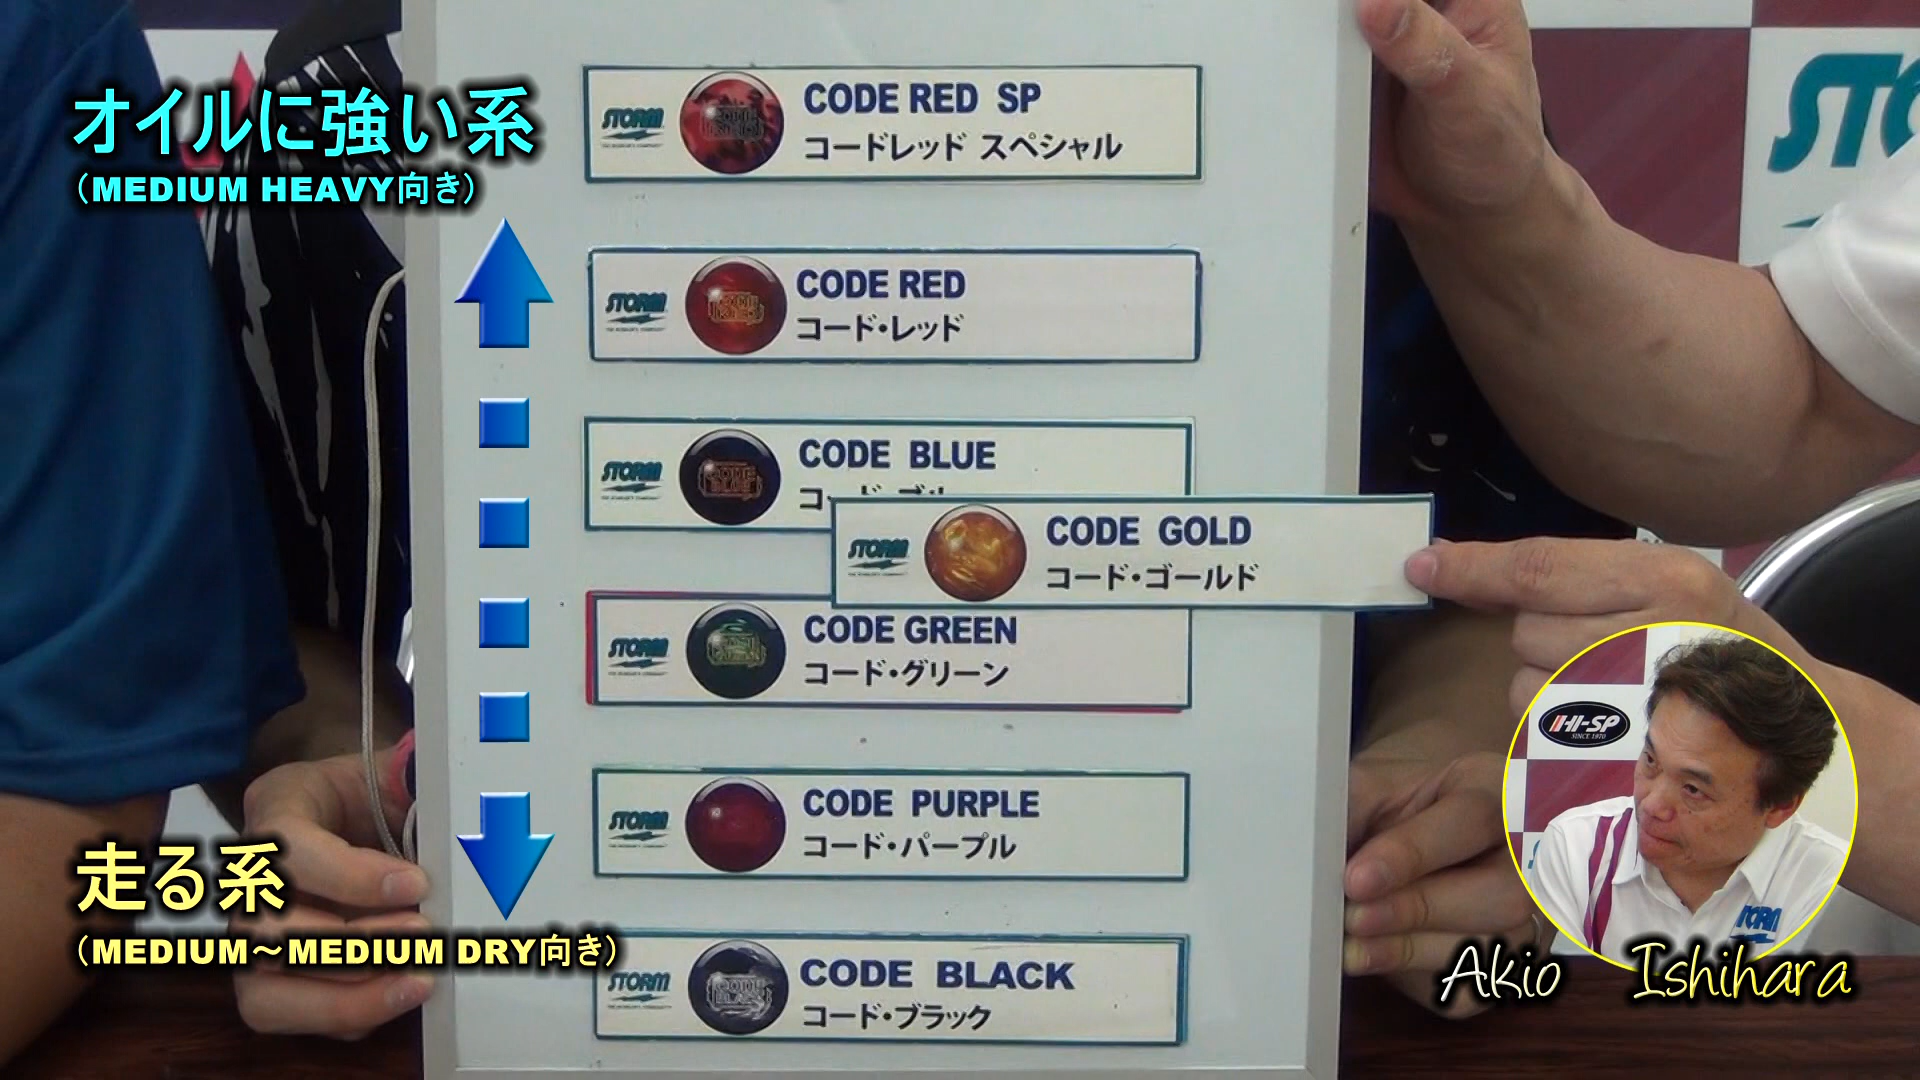 オイルに強い系
（MEDIUM HEAVY向き）
STORM
CODE RED SP
コードレッド スペシャル
STORM
CODE RED
コード・レッド
STORM
CODE BLUE
STORM
CODE GOLD
コード・ゴールド
STORM
CODE GREEN
コード・グリーン
STORM
CODE PURPLE
コード・パープル
走る系
（MEDIUM～MEDIUM DRY向き）
STORM
CODE BLACK
コード・ブラック
HI-SP
SINCE 1970
Akio Ishihara